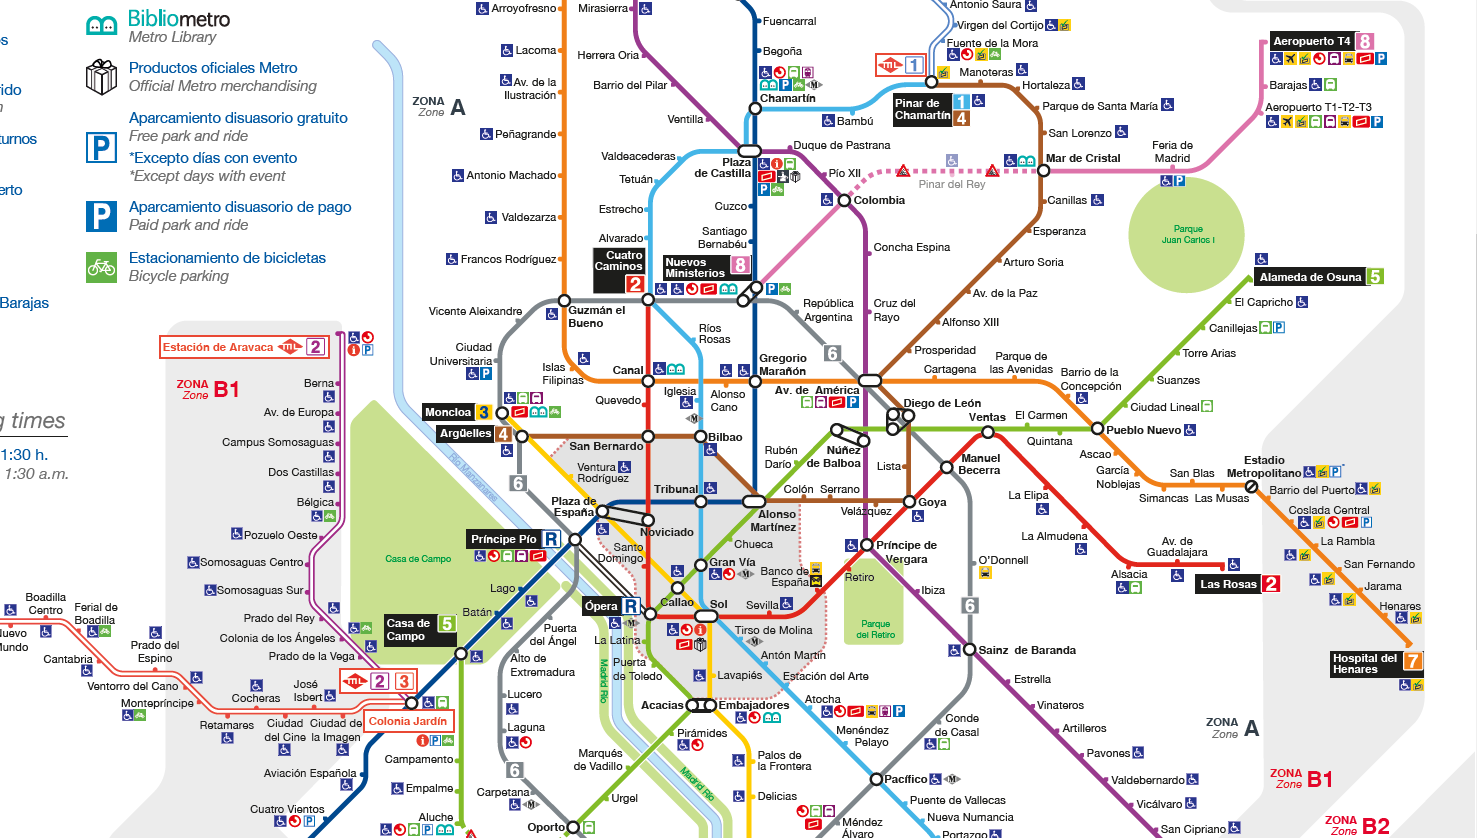 Bibliometro
Metro Library
Productos oficiales Metro
Official Metro merchandising
Aparcamiento disuasorio gratuito
Free park and ride
*Excepto días con evento
*Except days with event
Aparcamiento disuasorio de pago
Paid park and ride
Estacionamiento de bicicletas
Bicycle parking
os
rido
turnos
erto
Barajas
g times
1:30 h.
1:30 a.m.
ZONA
Zone A
Arroyofresno
Lacoma
Av. de la
Ilustración
Peñagrande
Antonio Machado
Valdezarza
Francos Rodríguez
Guzmán el
Bueno
Islas
Filipinas
Mirasierra
Herrera Oria
Barrio del Pilar
Ventilla
Valdeacederas
Tetuán
Estrecho
Alvarado
Cuatro
Caminos
2
Fuencarral
Begoña
Chamartín
Bambú
Plaza
de Castilla
Cuzco
Santiago
Bernabéu
Nuevos
Ministerios 8
Duque de Pastrana
Pío XII
Colombia
Concha Espina
Cruz del
Rayo
República
Argentina
6
Antonio Saura
Virgen del Cortijo
Fuente de la Mora
ML 1
Pinar de
Chamartín
1
4
Manoteras
Hortaleza
Parque de Santa María
San Lorenzo
Mar de Cristal
Pinar del Rey
Canillas
Esperanza
Arturo Soria
Av. de la Paz
Alfonso XIII
Prosperidad
Feria de
Madrid
Aeropuerto T4 8
Barajas
Aeropuerto T1-T2-T3
Parque
Juan Carlos I
Alameda de Osuna 5
El Capricho
Canillejas
Torre Arias
Suanzes
Ciudad Lineal
Pueblo Nuevo
Vicente Aleixandre
Ciudad
Universitaria
Moncloa 3
Argüelles 4
6
Canal
Quevedo
San Bernardo
Ríos
Rosas
Iglesia
Bilbao
Alonso
Cano
Gregorio
Marañón
Av. de América
Cartagena
Parque de
las Avenidas
Barrio de la
Concepción
Diego de León
Ventas
El Carmen
Quintana
Rubén
Darío
Núñez
de Balboa
Lista
Manuel
Becerra
Ascao
García
Noblejas
Simancas
San Blas
Las Musas
Estadio
Metropolitano
Barrio del Puerto
Coslada Central
La Rambla
San Fernando
Jarama
Henares
Hospital del
Henares 7
La Elipa
La Almudena
Alsacia
Av. de
Guadalajara
Las Rosas 2
Ventura
Rodríguez
Plaza de
España
Tribunal
Noviciado
Colón
Serrano
Velázquez
Goya
Alonso
Martínez
Chueca
Gran Vía
Santo
Domingo
Callao
Príncipe Pío R
Ópera R
Sol
Sevilla
Banco de
España
Retiro
Príncipe de
Vergara
Ibiza
O'Donnell
6
Sainz de Baranda
Estrella
Vinateros
Artilleros
Pavones
Valdebernardo
Vicálvaro
San Cipriano
Parque
del Retiro
Tirso de Molina
Antón Martín
Estación del Arte
Atocha
Menéndez
Pelayo
Conde
de Casal
Pacífico
Puente de Vallecas
Nueva Numancia
Portazgo
Méndez
Álvaro
La Latina
Puerta
de Toledo
Lavapiés
Acacias
Embajadores
Pirámides
Marqués
de Vadillo
Urgel
Oporto
Palos de
la Frontera
Delicias
Madrid Río
Madrid Río
Río Manzanares
Puerta
del Ángel
Alto de
Extremadura
Lucero
Laguna
6
Carpetana
Casa de Campo
Lago
Batán
Casa de
Campo 5
Campamento
Empalme
Aluche
Estación de Aravaca ML 2
ZONA
Zone B1
Berna
Av. de Europa
Campus Somosaguas
Dos Castillas
Bélgica
Pozuelo Oeste
Somosaguas Centro
Somosaguas Sur
Prado del Rey
Colonia de los Ángeles
Prado de la Vega
ML 2 3
Colonia Jardín
Aviación Española
Cuatro Vientos
Boadilla
Centro
Ferial de
Boadilla
Nuevo
Mundo
Cantabria
Prado del
Espino
Ventorro del Cano
Montepríncipe
Retamares
Cocheras
Ciudad
del Cine
José
Isbert
Ciudad de
la Imagen
ZONA
Zone A
ZONA
Zone B1
ZONA
Zone B2